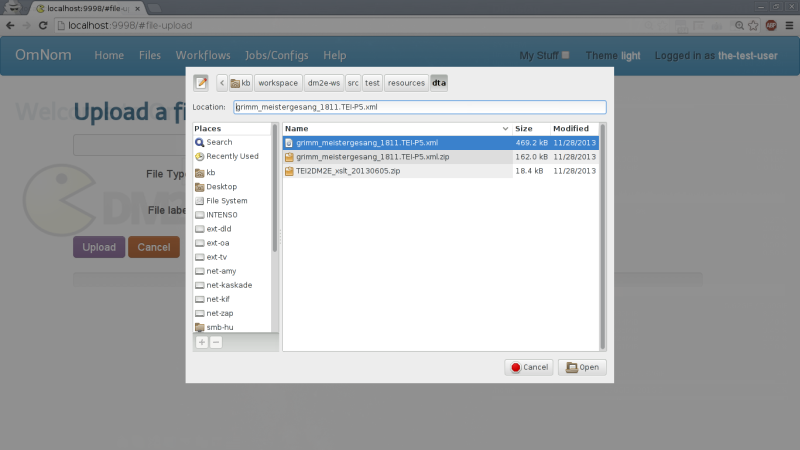 localhost:9998/#file-up
localhost:9998/#file-upload
OmNom Home Files Workflows Jobs/Configs Help My Stuff Theme light Logged in as the-test-user
kb workspace dm2e-ws src test resources dta
Location: grimm_meistergesang_1811.TEI-P5.xml
Welc
Upload a fi
File Typ
File labe
DM2
Upload Cancel
Places
Search
Recently Used
kb
Desktop
File System
INTENSO
ext-dld
ext-oa
ext-tv
net-amy
net-kaskade
net-kif
net-zap
smb-hu
Name Size Modified
grimm_meistergesang_1811.TEI-P5.xml 469.2 kB 11/28/2013
grimm_meistergesang_1811.TEI-P5.xml.zip 162.0 kB 11/28/2013
TEI2DM2E_xslt_20130605.zip 18.4 kB 11/28/2013
Cancel Open